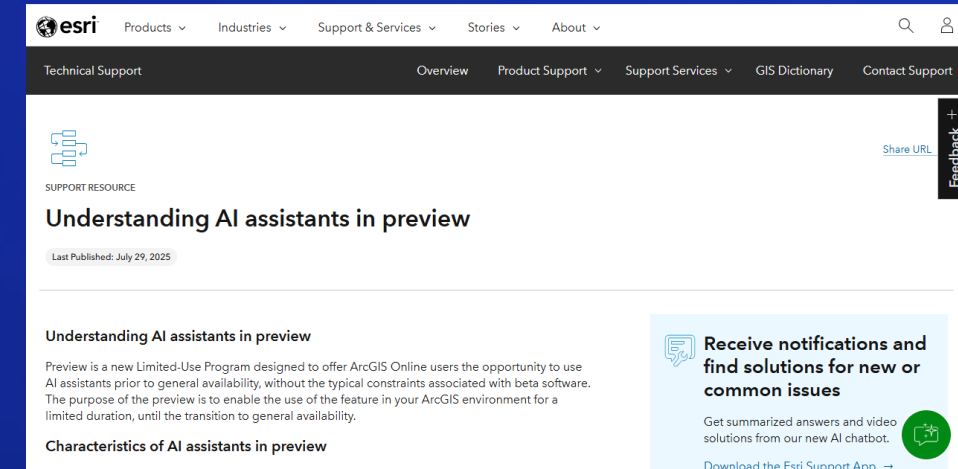 esri
Products
Industries
Support & Services
Stories
About
Technical Support
Overview
Product Support
Support Services
GIS Dictionary
Contact Support
Feedback +
Share URL
SUPPORT RESOURCE
Understanding AI assistants in preview
Last Published: July 29, 2025
Understanding AI assistants in preview
Preview is a new Limited-Use Program designed to offer ArcGIS Online users the opportunity to use
AI assistants prior to general availability, without the typical constraints associated with beta software.
The purpose of the preview is to enable the use of the feature in your ArcGIS environment for a
limited duration, until the transition to general availability.
Characteristics of AI assistants in preview
Receive notifications and
find solutions for new or
common issues
Get summarized answers and video
solutions from our new AI chatbot.
Download the Esri Support App →